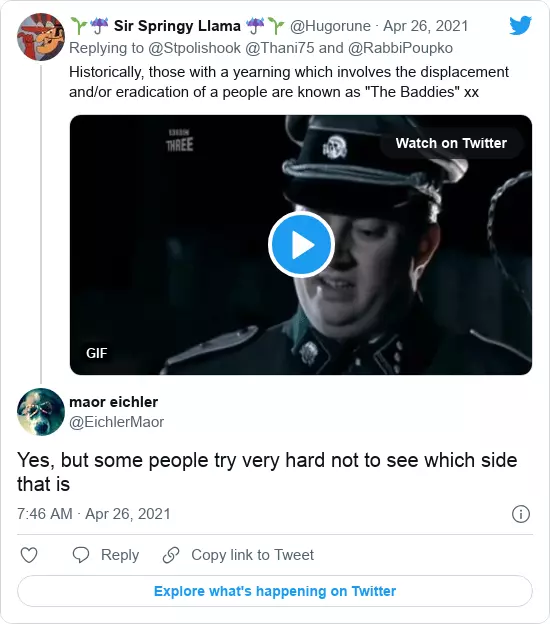 🌱☔ Sir Springy Llama ☔🌱 @Hugorune · Apr 26, 2021
Replying to @Stpolishook @Thani75 and @RabbiPoupko
Historically, those with a yearning which involves the displacement
and/or eradication of a people are known as "The Baddies" xx
BBC
THREE
Watch on Twitter
GIF
maor eichler
@EichlerMaor
Yes, but some people try very hard not to see which side
that is
7:46 AM · Apr 26, 2021
Reply
Copy link to Tweet
Explore what's happening on Twitter